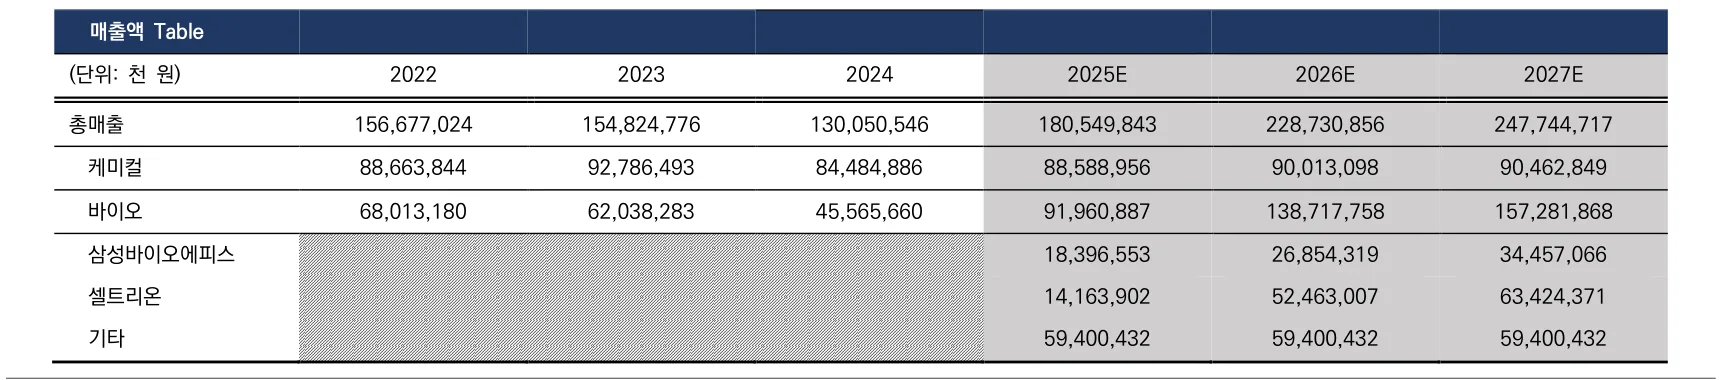 매출액 Table
(단위: 천 원) 2022 2023 2024 2025E 2026E 2027E
총매출 156,677,024 154,824,776 130,050,546 180,549,843 228,730,856 247,744,717
케미컬 88,663,844 92,786,493 84,484,886 88,588,956 90,013,098 90,462,849
바이오 68,013,180 62,038,283 45,565,660 91,960,887 138,717,758 157,281,868
삼성바이오에피스 18,396,553 26,854,319 34,457,066
셀트리온 14,163,902 52,463,007 63,424,371
기타 59,400,432 59,400,432 59,400,432